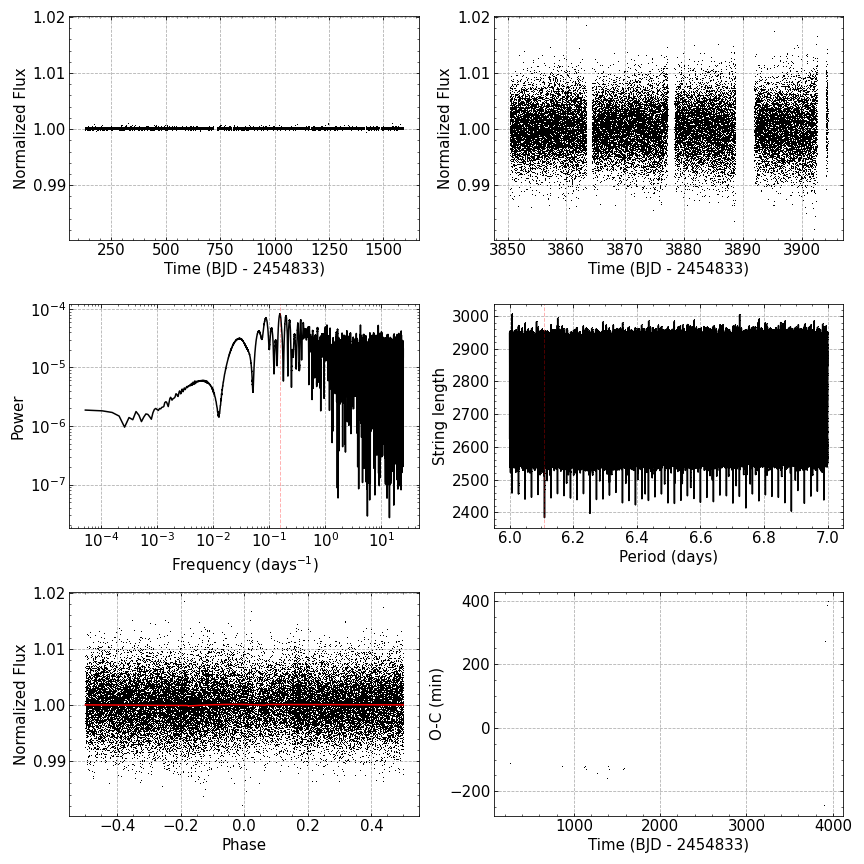 1.02
1.01
1.00
0.99
Normalized Flux
250 500 750 1000 1250 1500
Time (BJD - 2454833)
1.02
1.01
1.00
0.99
Normalized Flux
3850 3860 3870 3880 3890 3900
Time (BJD - 2454833)
10⁻⁴
10⁻⁵
10⁻⁶
10⁻⁷
Power
10⁻⁴ 10⁻³ 10⁻² 10⁻¹ 10⁰ 10¹
Frequency (days⁻¹)
3000
2900
2800
2700
2600
2500
2400
String length
6.0 6.2 6.4 6.6 6.8 7.0
Period (days)
1.02
1.01
1.00
0.99
Normalized Flux
−0.4 −0.2 0.0 0.2 0.4
Phase
400
200
0
−200
O-C (min)
1000 2000 3000 4000
Time (BJD - 2454833)